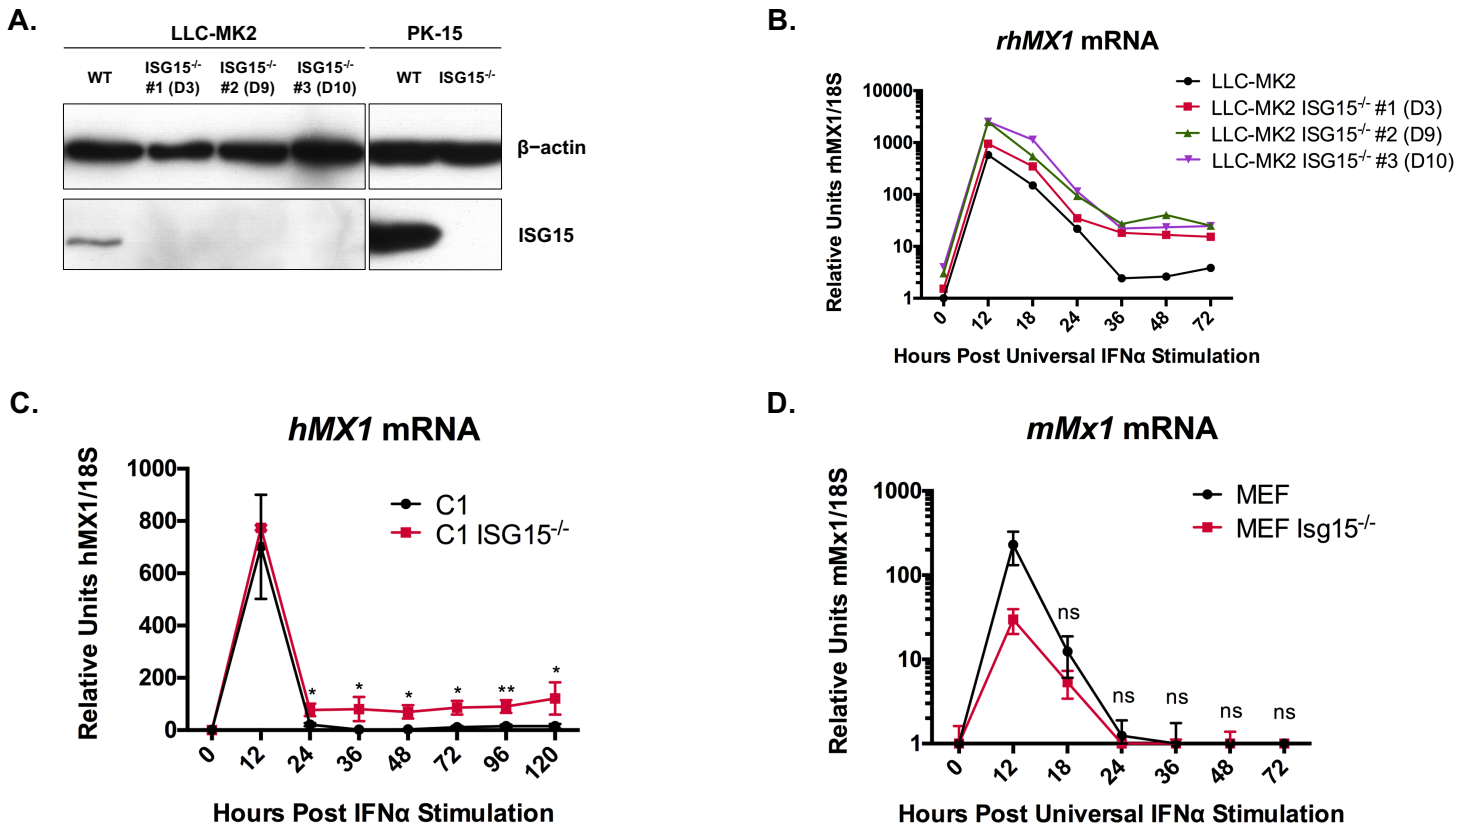 A.
LLC-MK2 PK-15
WT ISG15-/- ISG15-/- ISG15-/- WT ISG15-/-
#1 (D3) #2 (D9) #3 (D10)
β−actin
ISG15
B.
rhMX1 mRNA
LLC-MK2
LLC-MK2 ISG15-/- #1 (D3)
LLC-MK2 ISG15-/- #2 (D9)
LLC-MK2 ISG15-/- #3 (D10)
Relative Units rhMX1/18S
10000
1000
100
10
1
0 12 18 24 36 48 72
Hours Post Universal IFNα Stimulation
C.
hMX1 mRNA
C1
C1 ISG15-/-
Relative Units hMX1/18S
1000
800
600
400
200
0
* * * * ** *
0 12 24 36 48 72 96 120
Hours Post IFNα Stimulation
D.
mMx1 mRNA
MEF
MEF Isg15-/-
Relative Units mMx1/18S
1000
100
10
1
ns ns ns ns ns
0 12 18 24 36 48 72
Hours Post Universal IFNα Stimulation